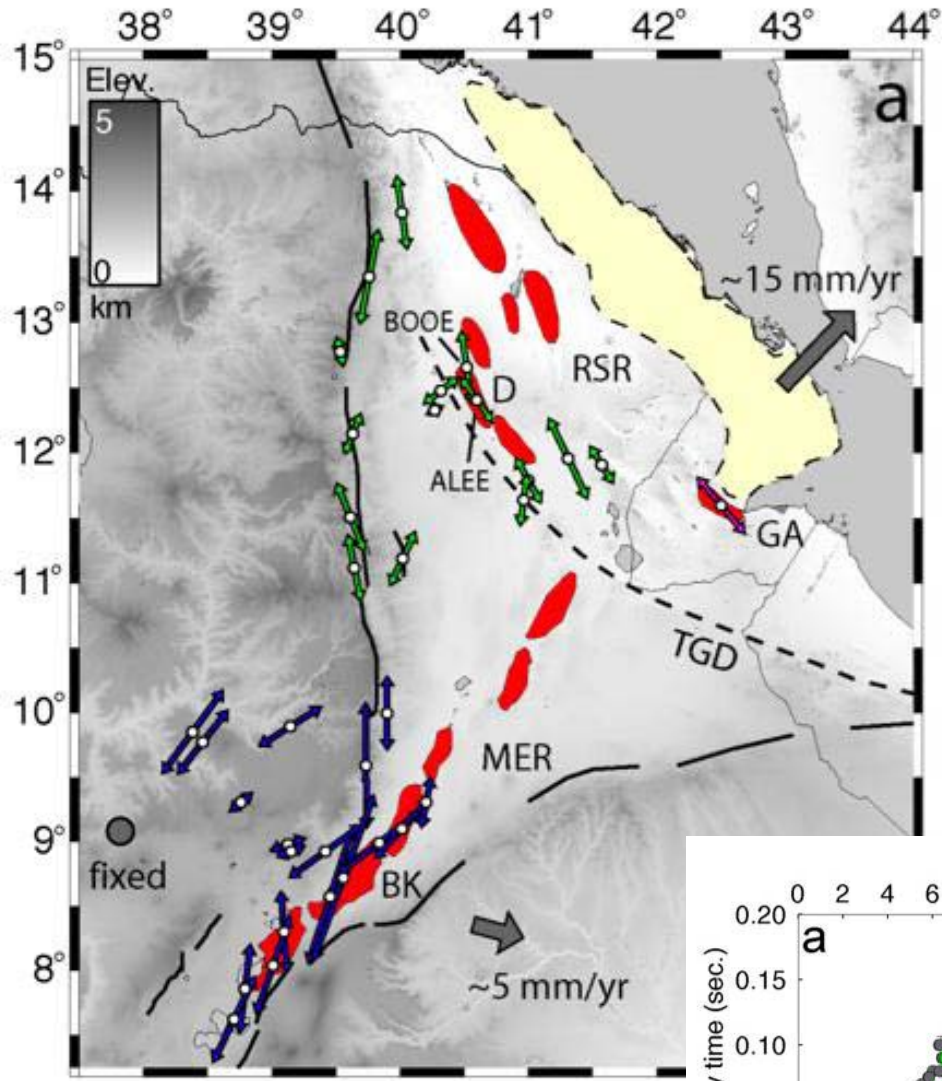 38° 39° 40° 41° 42° 43° 44°
15°
Elev.
5
a
14°
0
km
~15 mm/yr
13°
BOOE
RSR
D
12°
ALEE
GA
11°
TGD
10°
MER
9°
fixed
BK
8°
~5 mm/yr
0 2 4 6
0.20
a
0.15
y time (sec.)
0.10